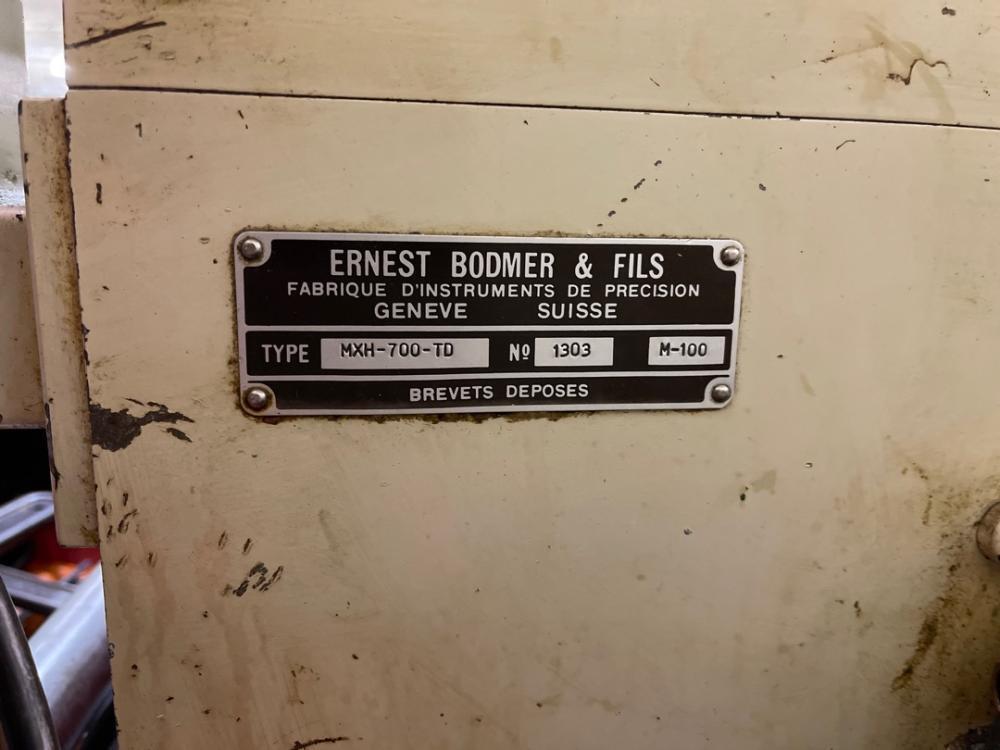 ERNEST BODMER & FILS
FABRIQUE D'INSTRUMENTS DE PRECISION
GENEVE SUISSE
TYPE MXH-700-TD Nº 1303 M-100
BREVETS DEPOSES